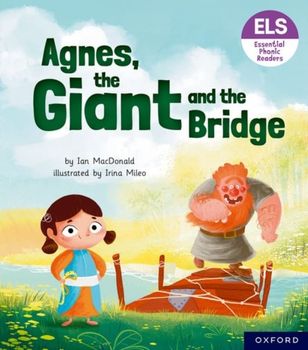 ELS
Essential
Phonic
Readers
Agnes,
the
Giant and the
Bridge
by Ian MacDonald
illustrated by Irina Mileo
OXFORD